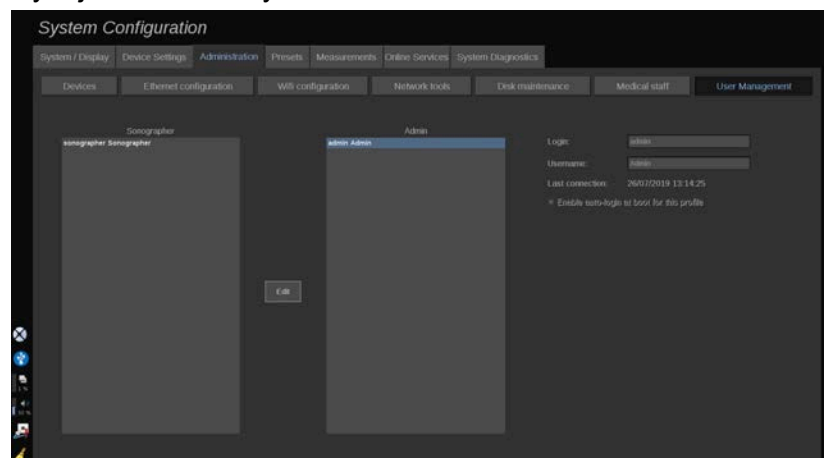 System Configuration
System / Display Device Settings Administration Presets Measurements Online Services System Diagnostics
Devices Ethernet configuration Wifi configuration Network tools Disk maintenance Medical staff User Management
Sonographer Admin
sonographer Sonographer admin Admin
Login: admin
Username: Admin
Last connection: 26/07/2019 13:14:25
Enable auto-login at boot for this profile
Edit